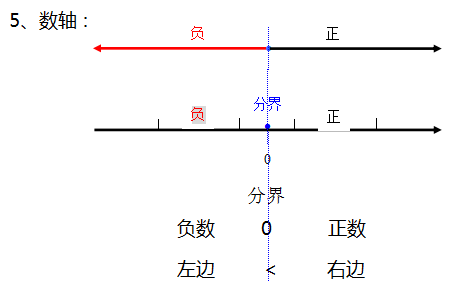 5、数轴：
负 正
分界
负 正
0
分界
负数 0 正数
左边 < 右边